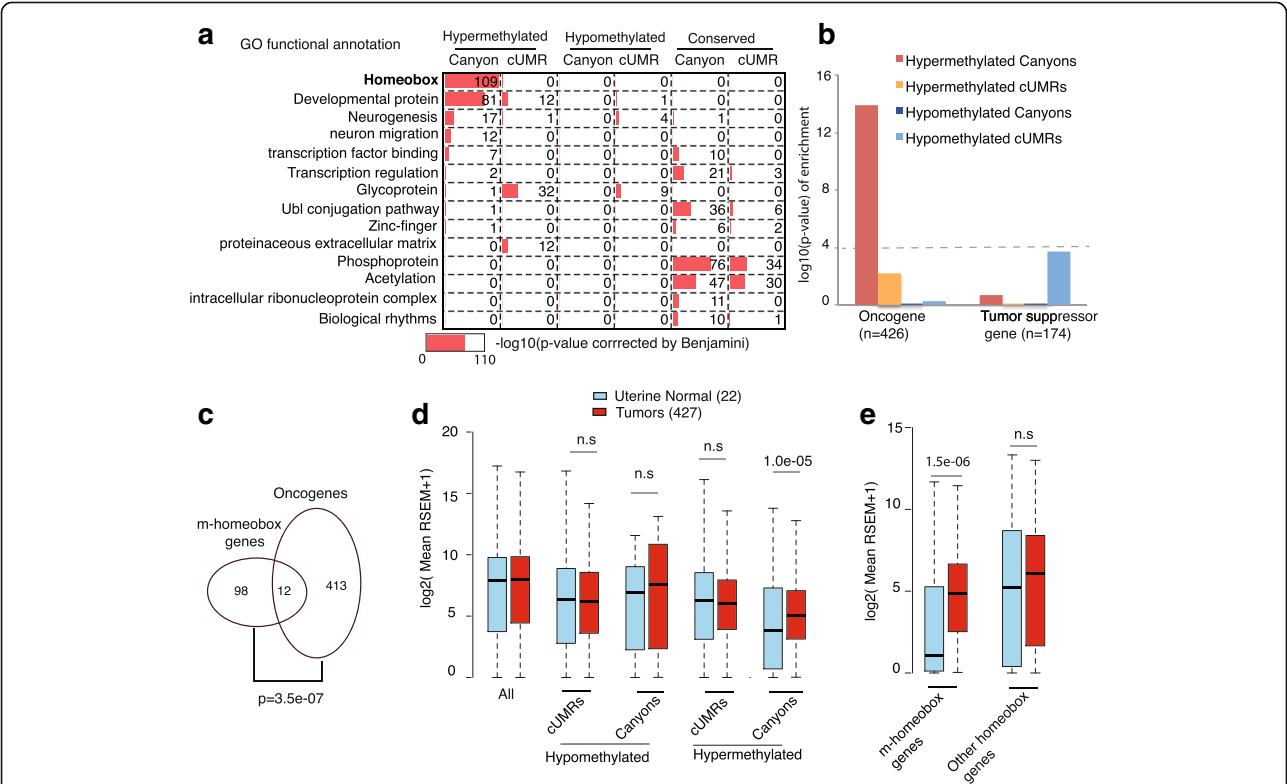 a
GO functional annotation
Hypermethylated Hypomethylated Conserved
Canyon cUMR Canyon cUMR Canyon cUMR
Homeobox 109 0 0 0 0 0
Developmental protein 81 12 0 1 0 0
Neurogenesis 17 1 0 4 1 0
neuron migration 12 0 0 0 0 0
transcription factor binding 7 0 0 0 10 0
Transcription regulation 2 0 0 0 21 3
Glycoprotein 1 32 0 9 0 0
Ubl conjugation pathway 1 0 0 0 36 6
Zinc-finger 1 0 0 0 6 2
proteinaceous extracellular matrix 0 12 0 0 0 0
Phosphoprotein 0 0 0 0 76 34
Acetylation 0 0 0 0 47 30
intracellular ribonucleoprotein complex 0 0 0 0 11 0
Biological rhythms 0 0 0 0 10 1
0 110 -log10(p-value corrrected by Benjamini)
b
Hypermethylated Canyons
Hypermethylated cUMRs
Hypomethylated Canyons
Hypomethylated cUMRs
log10(p-value) of enrichment
16
12
8
4
0
Oncogene
(n=426)
Tumor suppressor
gene (n=174)
c
Oncogenes
m-homeobox
genes
98 12 413
p=3.5e-07
d
Uterine Normal (22)
Tumors (427)
log2( Mean RSEM+1)
20
15
10
5
0
n.s
n.s
n.s
1.0e-05
All
cUMRs
Canyons
cUMRs
Canyons
Hypomethylated
Hypermethylated
e
log2( Mean RSEM+1)
15
10
5
0
1.5e-06
n.s
m-homeobox
genes
Other homeobox
genes